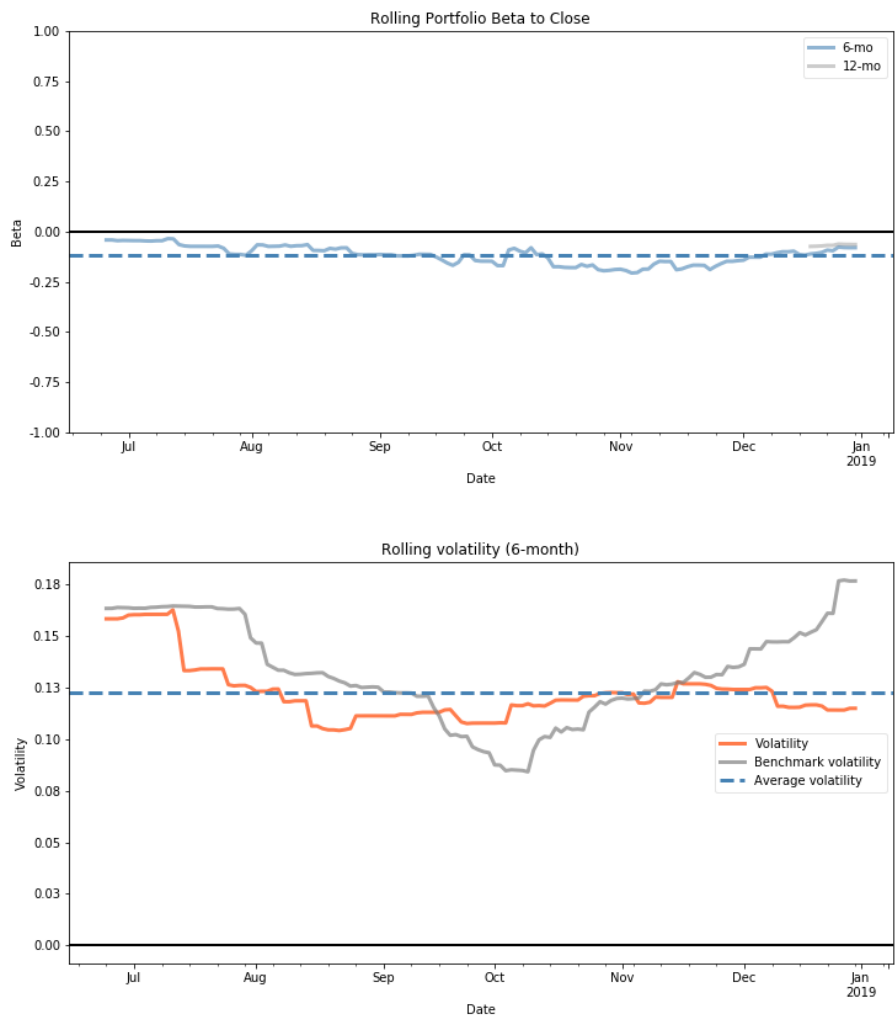 Rolling Portfolio Beta to Close
1.00
6-mo
12-mo
0.75
0.50
0.25
0.00
-0.25
-0.50
-0.75
-1.00
Beta
Jul Aug Sep Oct Nov Dec Jan
2019
Date
Rolling volatility (6-month)
0.18
0.15
0.13
0.10
0.08
0.05
0.03
0.00
Volatility
Volatility
Benchmark volatility
Average volatility
Jul Aug Sep Oct Nov Dec Jan
2019
Date